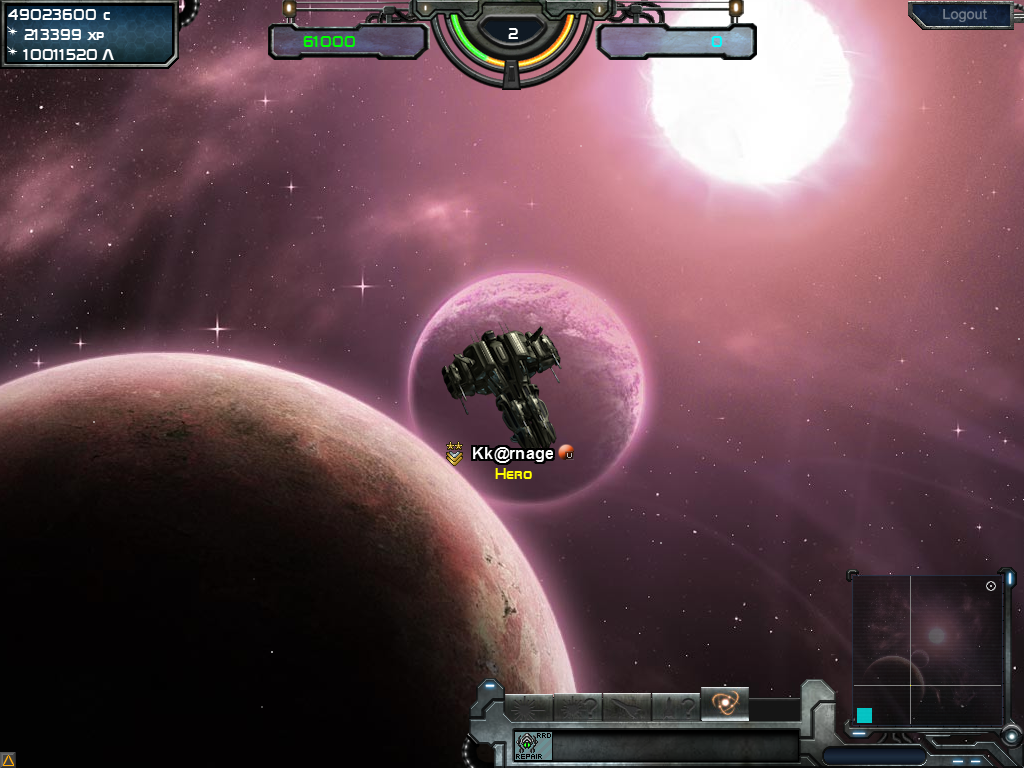 49023600 c
213399 XP
10011520 Λ
61000
2
0
Logout
Kk@rnage
U
Hero
RRD
REPAIR